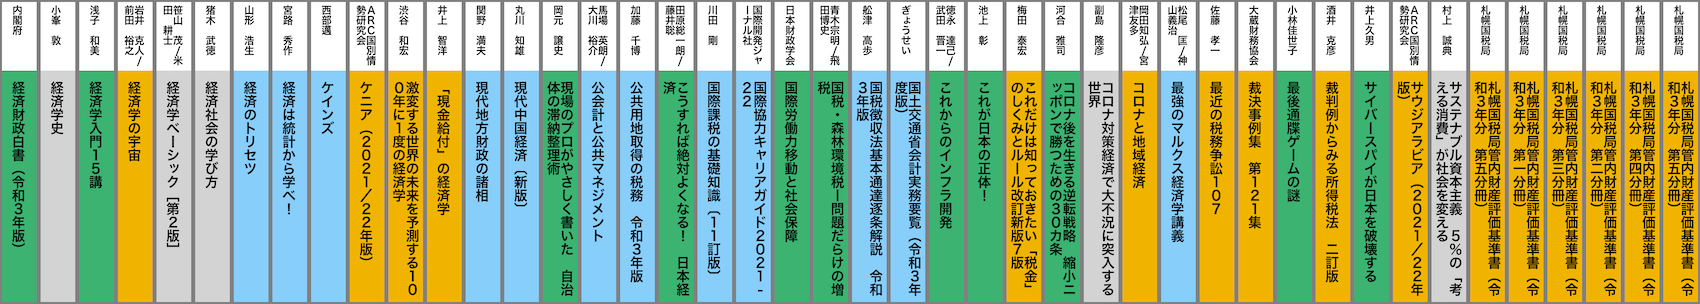 内閣府
経済財政白書（令和３年版）
小峯 敦
経済学史
浅子 和美
経済学入門１５講
岩井 克人/
前田 裕之
経済学の宇宙
笹山 茂/米
田 耕士
経済学ベーシック［第２版］
猪木 武徳
経済社会の学び方
山形 浩生
経済のトリセツ
宮路 秀作
経済は統計から学べ！
西部邁
ケインズ
ＡＲＣ国別情
勢研究会
ケニア （２０２１／２２年版）
渋谷 和宏
激変する世界の未来を予測する１０
０年に１度の経済学
井上 智洋
「現金給付」の経済学
関野 満夫
現代地方財政の諸相
丸川 知雄
現代中国経済〔新版〕
岡元 譲史
現場のプロがやさしく書いた 自治
体の滞納整理術
馬場 英朗/
大川 裕介
公会計と公共マネジメント
加藤 千博
公共用地取得の税務 令和３年版
田原総一朗/
藤井聡
こうすれば絶対よくなる！ 日本経
済
川田 剛
国際課税の基礎知識（１１訂版）
国際開発ジャ
ーナル社
国際協力キャリアガイド２０２１-
２２
日本財政学会
国際労働力移動と社会保障
青木宗明/飛
田博史
国税・森林環境税―問題だらけの増
税
舩津 高歩
国税徴収法基本通達逐条解説 令和
３年版
ぎょうせい
国土交通省会計実務要覧（令和３年
度版）
徳永 達己/
武田 晋一
これからのインフラ開発
池上 彰
これが日本の正体！
梅田 泰宏
これだけは知っておきたい「税金」
のしくみとルール改訂新版７版
河合 雅司
コロナ後を生きる逆転戦略 縮小ニ
ッポンで勝つための３０カ条
副島 隆彦
コロナ対策経済で大不況に突入する
世界
岡田知弘/宮
津友多
コロナと地域経済
松尾 匡/神
山義治
最強のマルクス経済学講義
佐藤 孝一
最近の税務争訟１０７
大蔵財務協会
裁決事例集 第１２１集
小林佳世子
最後通牒ゲームの謎
酒井 克彦
裁判例からみる所得税法 二訂版
井上久男
サイバースパイが日本を破壊する
ＡＲＣ国別情
勢研究会
サウジアラビア （２０２１／２２年
版）
村上 誠典
サステナブル資本主義 ５％の「考
える消費」が社会を変える
札幌国税局
札幌国税局管内財産評価基準書（令
和３年分 第五分冊）
札幌国税局
札幌国税局管内財産評価基準書（令
和３年分 第一分冊）
札幌国税局
札幌国税局管内財産評価基準書（令
和３年分 第三分冊）
札幌国税局
札幌国税局管内財産評価基準書（令
和３年分 第二分冊）
札幌国税局
札幌国税局管内財産評価基準書（令
和３年分 第四分冊）
札幌国税局
札幌国税局管内財産評価基準書（令
和３年分 第五分冊）